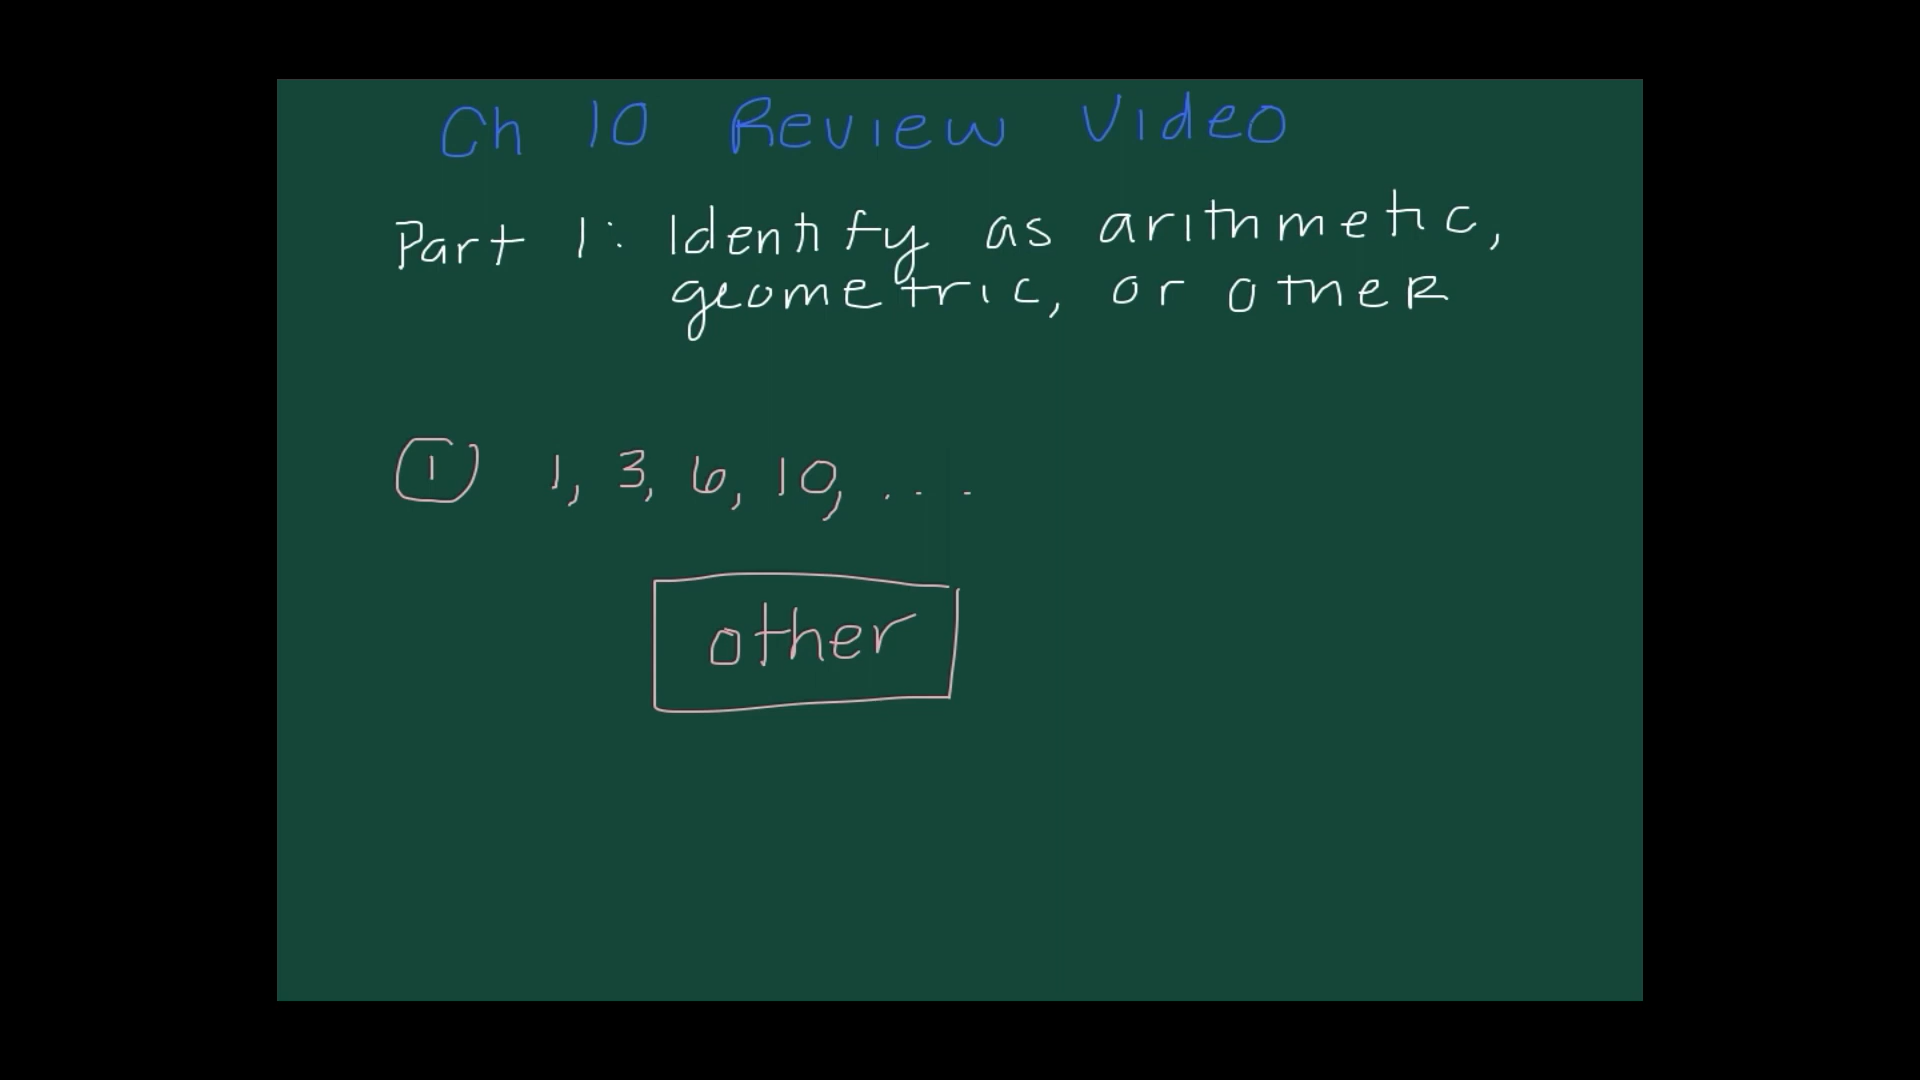 Ch 10 Review Video
Part 1: Identify as arithmetic,
geometric, or other
① 1, 3, 6, 10, ...
other